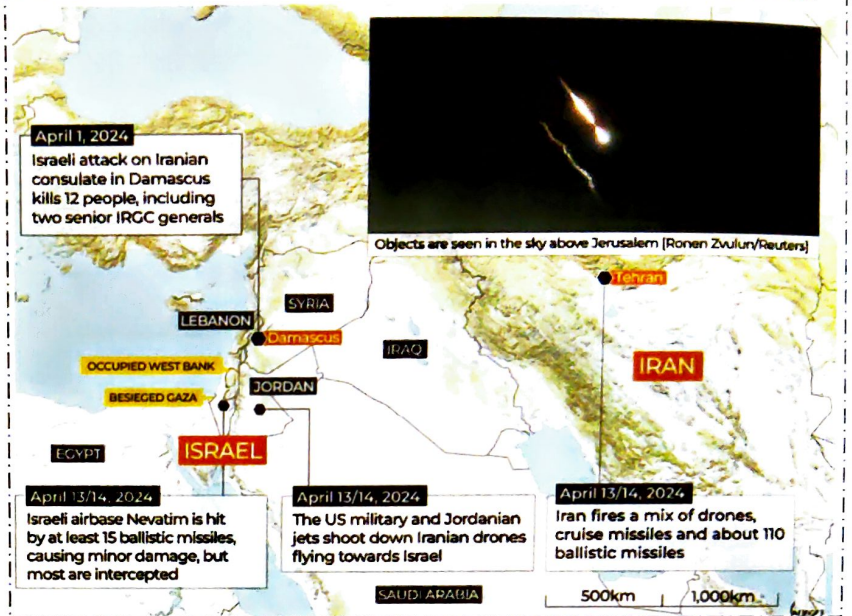 April 1, 2024
Israeli attack on Iranian
consulate in Damascus
kills 12 people, including
two senior IRGC generals
Objects are seen in the sky above Jerusalem [Ronen Zvulun/Reuters]
Tehran
SYRIA
LEBANON
Damascus
IRAQ
IRAN
OCCUPIED WEST BANK
JORDAN
BESIEGED GAZA
ISRAEL
EGYPT
April 13/14, 2024
Israeli airbase Nevatim is hit
by at least 15 ballistic missiles,
causing minor damage, but
most are intercepted
April 13/14, 2024
The US military and Jordanian
jets shoot down Iranian drones
flying towards Israel
April 13/14, 2024
Iran fires a mix of drones,
cruise missiles and about 110
ballistic missiles
SAUDI ARABIA
500km
1,000km